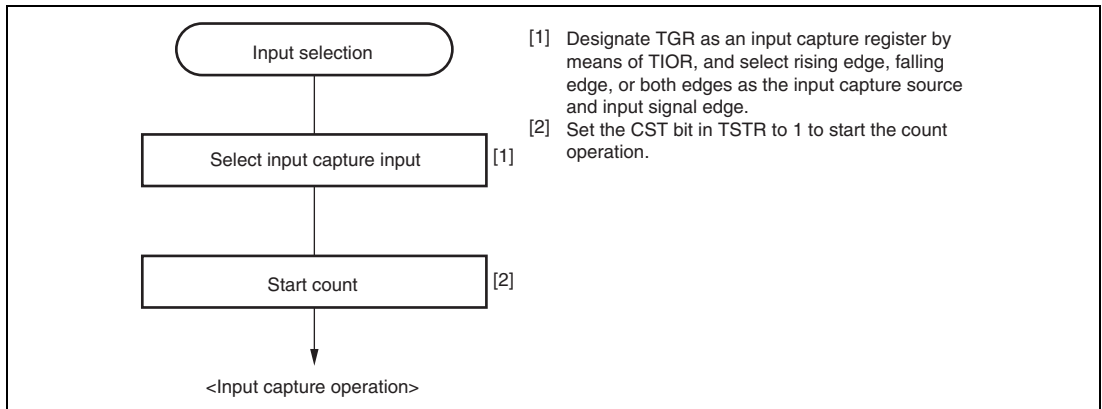 Input selection
Select input capture input
[1]
Start count
[2]
<Input capture operation>
[1] Designate TGR as an input capture register by
means of TIOR, and select rising edge, falling
edge, or both edges as the input capture source
and input signal edge.
[2] Set the CST bit in TSTR to 1 to start the count
operation.